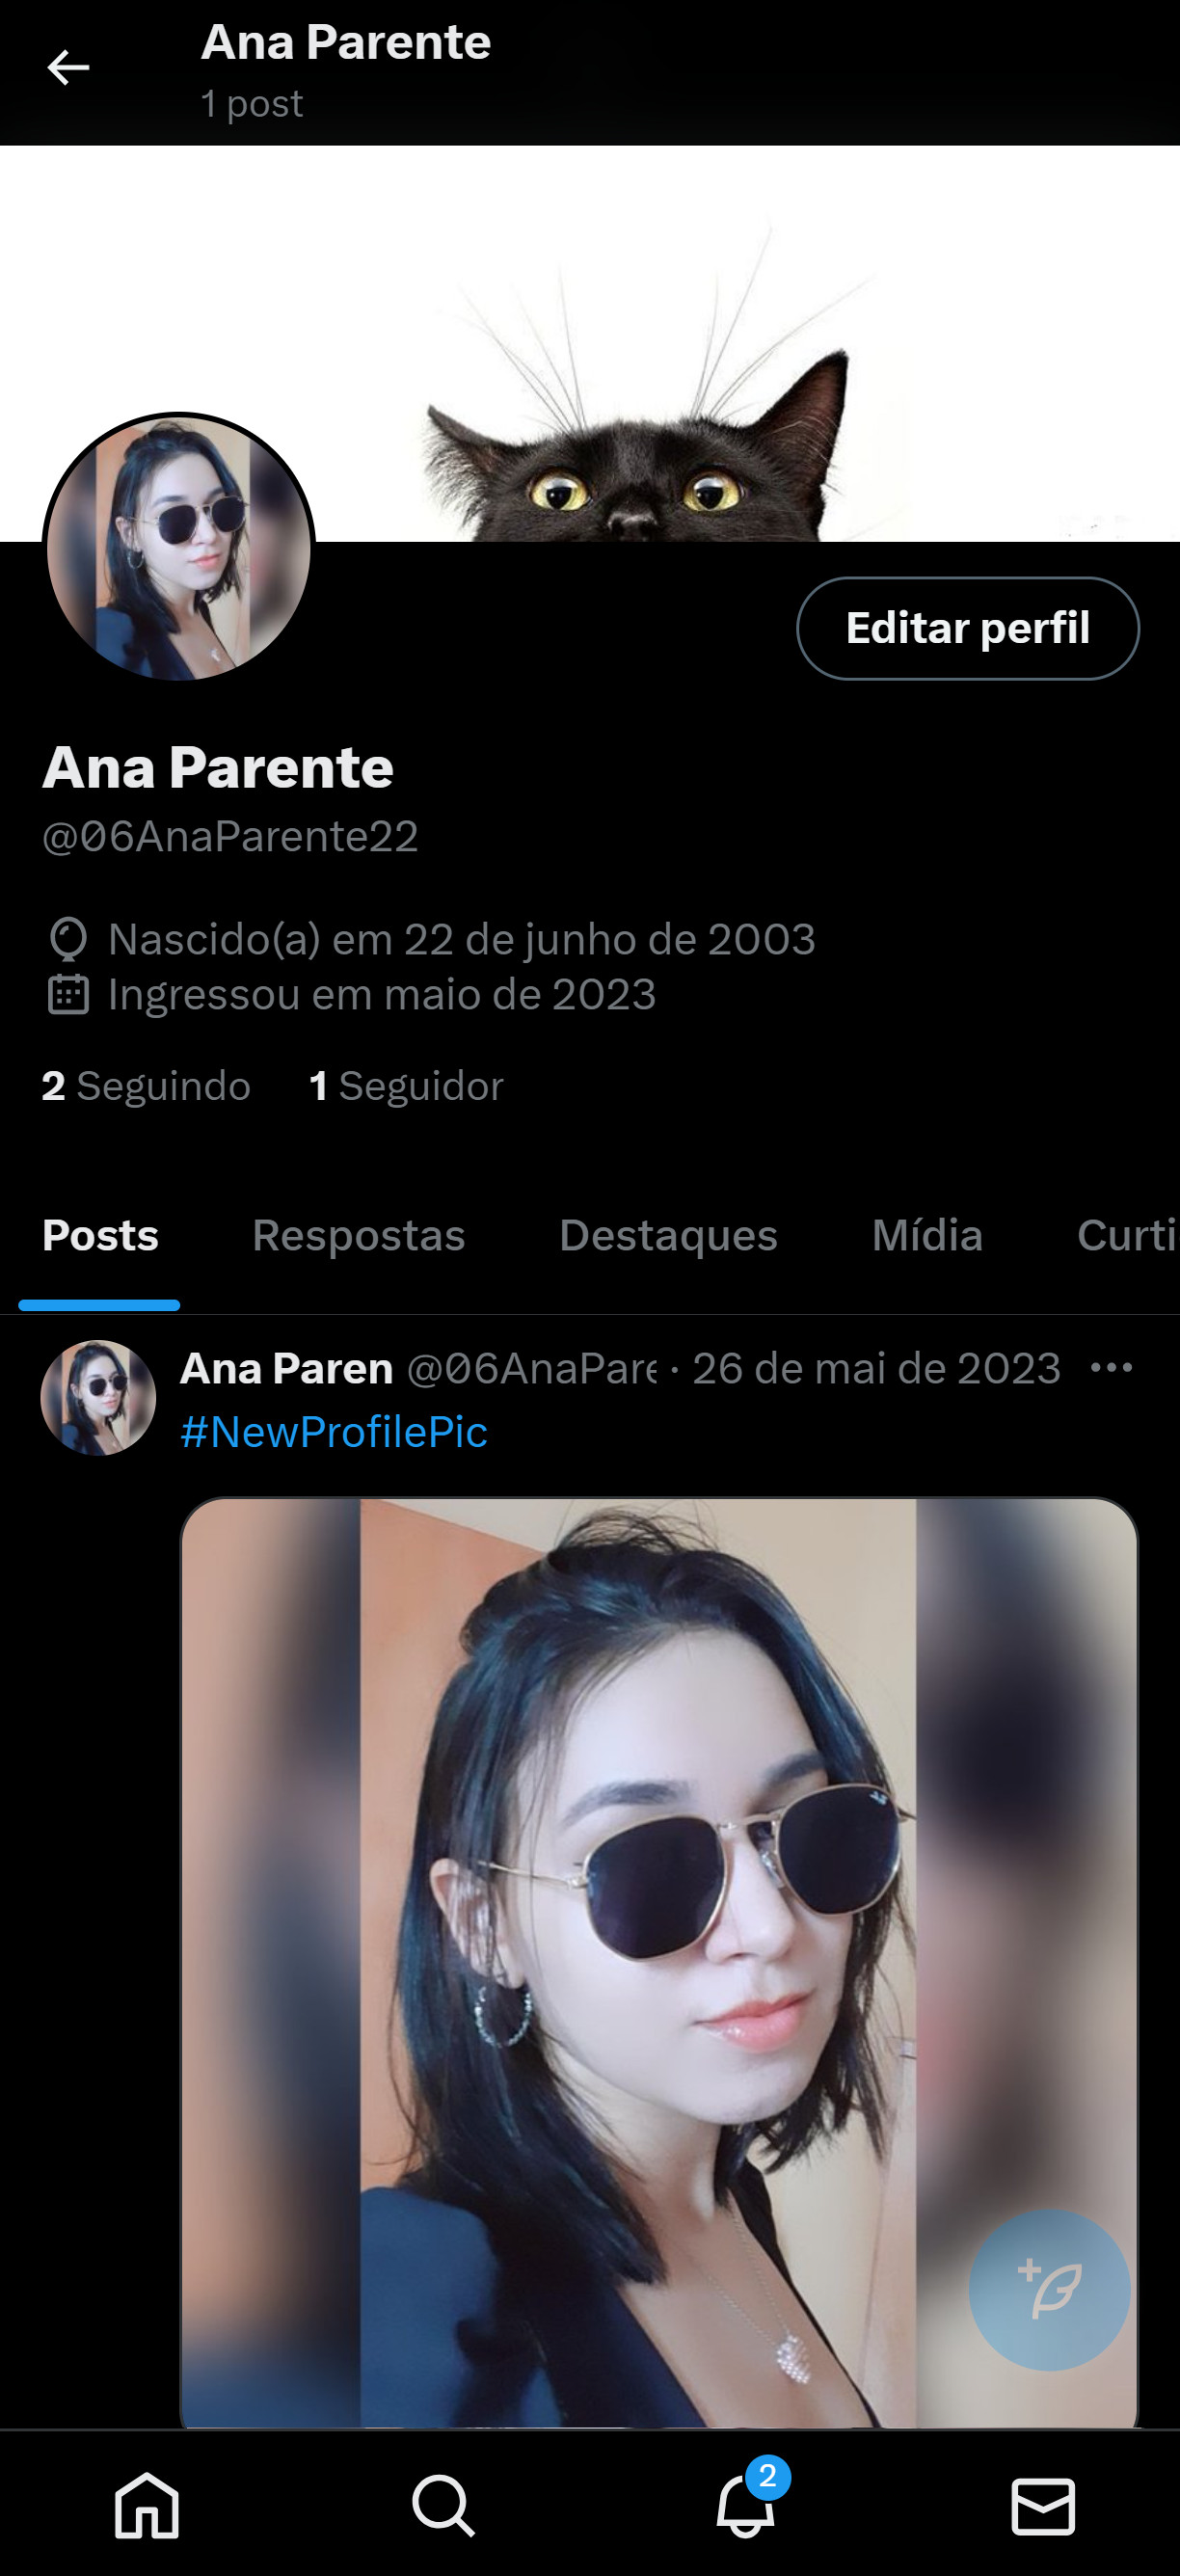 Ana Parente
1 post
Editar perfil
Ana Parente
@06AnaParente22
Nascido(a) em 22 de junho de 2003
Ingressou em maio de 2023
2 Seguindo 1 Seguidor
Posts Respostas Destaques Mídia Curti
Ana Paren @06AnaPare · 26 de mai de 2023
#NewProfilePic
2